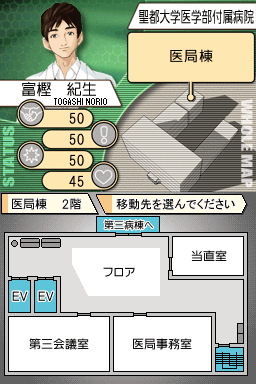 聖都大学医学部付属病院
医局棟
富樫 紀生
TOGASHI NORIO
50
50
50
45
STATUS
WHOLE MAP
医局棟 2階
移動先を選んでください
第三病棟へ
フロア
当直室
EV
EV
第三会議室
医局事務室